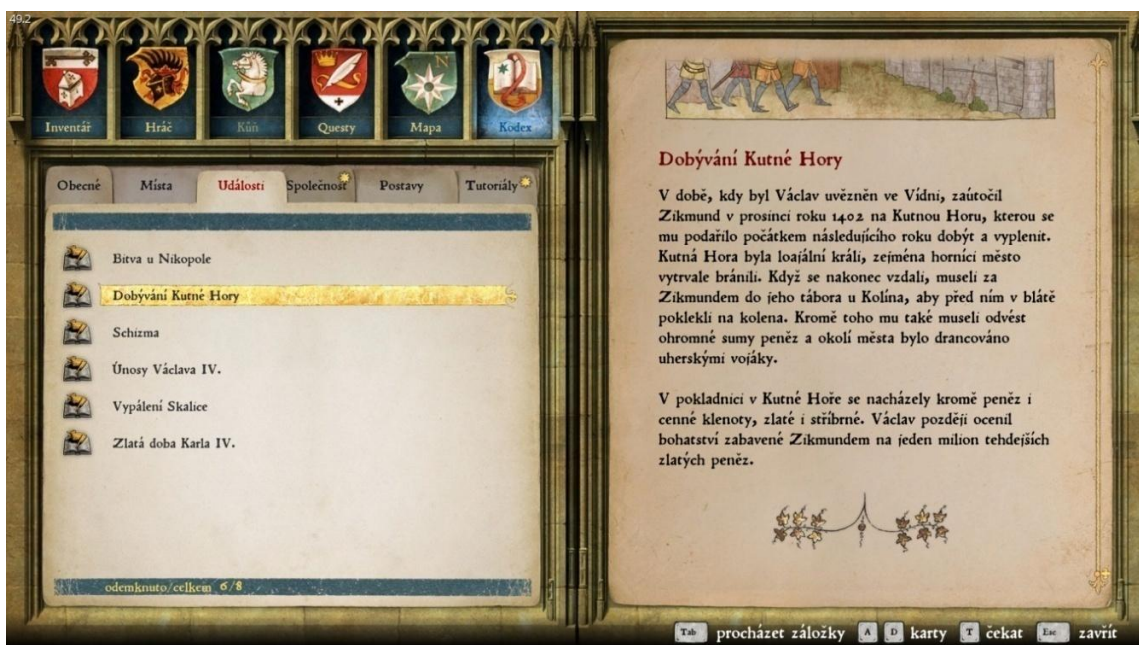 49.2
Inventář Hráč Kůň Questy Mapa Kodex
Obecné Místa Události Společnost Postavy Tutoriály
Bitva u Nikopole
Dobývání Kutné Hory
Schizma
Únosy Václava IV.
Vypálení Skalice
Zlatá doba Karla IV.
odemknuto/celkem 6/8
Dobývání Kutné Hory
V době, kdy byl Václav uvězněn ve Vídni, zaútočil
Zikmund v prosinci roku 1402 na Kutnou Horu, kterou se
mu podařilo počátkem následujícího roku dobýt a vyplenit.
Kutná Hora byla loajální králi, zejména horníci město
vytrvale bránili. Když se nakonec vzdali, museli za
Zikmundem do jeho tábora u Kolína, aby před ním v blátě
poklekli na kolena. Kromě toho mu také museli odvést
ohromné sumy peněz a okolí města bylo drancováno
uherskými vojáky.
V pokladnici v Kutné Hoře se nacházely kromě peněz i
cenné klenoty, zlaté i stříbrné. Václav později ocenil
bohatství zabavené Zikmundem na jeden milion tehdejších
zlatých peněz.
Tab procházet záložky A D karty T čekat Esc zavřít